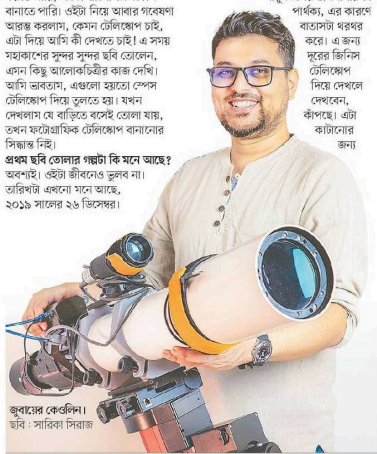 বানাতে পারি। ওইটা নিয়ে আবার গবেষণা
আরম্ভ করলাম, কেমন টেলিস্কোপ চাই,
এটা দিয়ে আমি কী দেখতে চাই! এ সময়
মহাকাশের সুন্দর সুন্দর ছবি তোলেন,
এমন কিছু আলোকচিত্রীর কাজ দেখি।
আমি ভাবতাম, এগুলো হয়তো স্পেস
টেলিস্কোপ দিয়ে তুলতে হয়। যখন
দেখলাম যে বাড়িতে বসেই তোলা যায়,
তখন ফটোগ্রাফিক টেলিস্কোপ বানানোর
সিদ্ধান্ত নিই।
প্রথম ছবি তোলার গল্পটা কি মনে আছে?
অবশ্যই। ওইটা জীবনেও ভুলব না।
তারিখটা এখনো মনে আছে,
২০১৯ সালের ২৬ ডিসেম্বর।
পার্থক্য, এর কারণে
বাতাসটা থরথর
করে। এ জন্য
দূরের জিনিস
টেলিস্কোপ
দিয়ে দেখলে
দেখবেন,
কাঁপছে। এটা
কাটানোর
জন্য
জুবায়ের কেওলিন।
ছবি : সারিকা সিরাজ